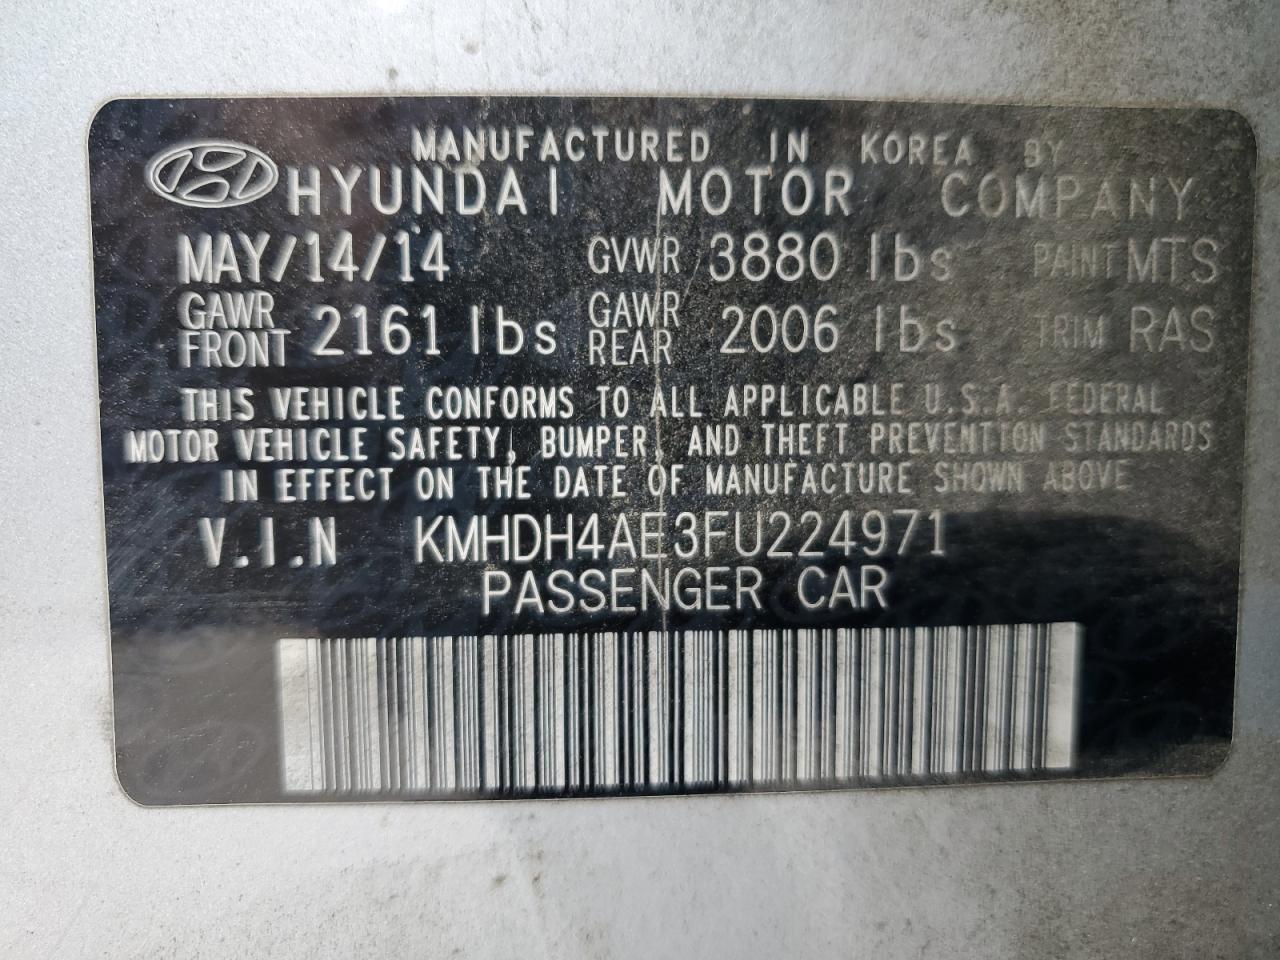 MANUFACTURED IN KOREA BY
HYUNDAI MOTOR COMPANY
MAY/14/14 GVWR 3880 lbs PAINT MTS
GAWR FRONT 2161 lbs GAWR REAR 2006 lbs TRIM RAS
THIS VEHICLE CONFORMS TO ALL APPLICABLE U.S.A. FEDERAL
MOTOR VEHICLE SAFETY, BUMPER, AND THEFT PREVENTION STANDARDS
IN EFFECT ON THE DATE OF MANUFACTURE SHOWN ABOVE
V.I.N KMHDH4AE3FU224971
PASSENGER CAR